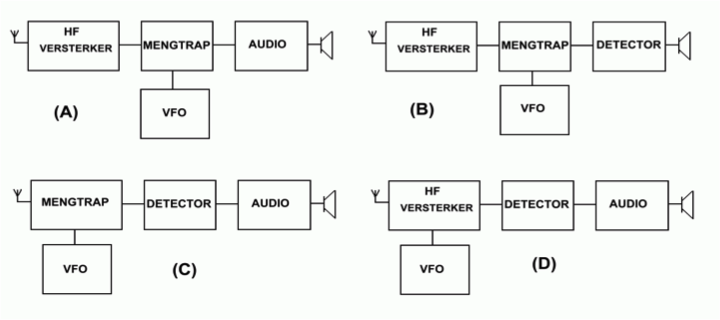 HF
VERSTERKER
MENGTRAP
AUDIO
VFO
(A)
HF
VERSTERKER
MENGTRAP
DETECTOR
VFO
(B)
MENGTRAP
DETECTOR
AUDIO
VFO
(C)
HF
VERSTERKER
DETECTOR
AUDIO
VFO
(D)